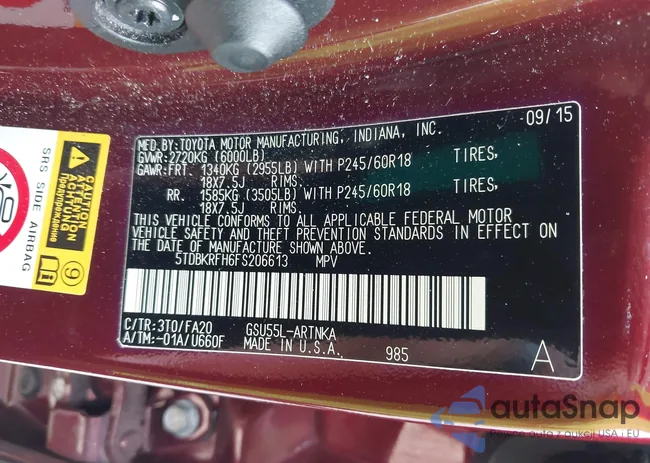 09/15
MFD. BY: TOYOTA MOTOR MANUFACTURING, INDIANA, INC.
GVWR: 2720KG (6000LB)
GAWR: FRT. 1340KG (2955LB) WITH P245/60R18 TIRES,
18X7.5J RIMS.
RR. 1585KG (3505LB) WITH P245/60R18 TIRES,
18X7.5J RIMS.
THIS VEHICLE CONFORMS TO ALL APPLICABLE FEDERAL MOTOR
VEHICLE SAFETY AND THEFT PREVENTION STANDARDS IN EFFECT ON
THE DATE OF MANUFACTURE SHOWN ABOVE.
5TDBKRFH6FS206613 MPV
C/TR: 3T0/FA20 GSU55L-ARTNKA
A/TM: -01A/U660F MADE IN U.S.A. 985
A
SRS SIDE AIRBAG
CAUTION
ATTENTION
ACHTUNG
Предупреждение
9
autoSnap